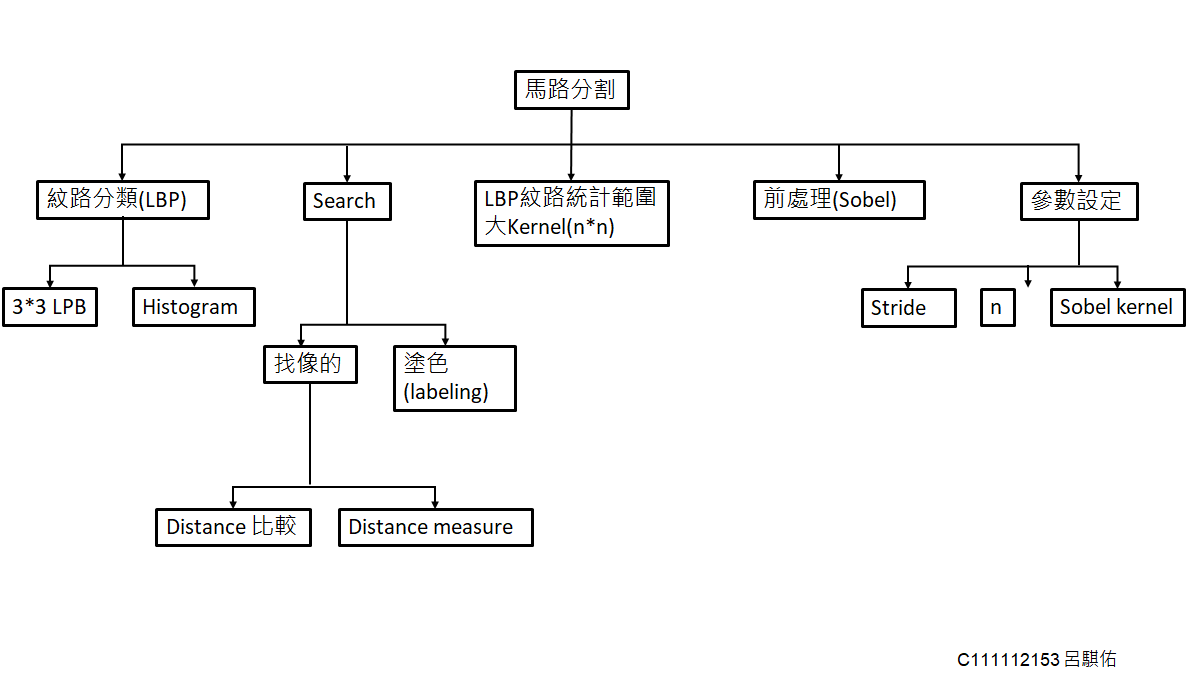 馬路分割
紋路分類(LBP)
Search
LBP紋路統計範圍
大Kernel(n*n)
前處理(Sobel)
參數設定
3*3 LPB
Histogram
Stride
n
Sobel kernel
找像的
塗色
(labeling)
Distance 比較
Distance measure
C111112153 呂騏佑